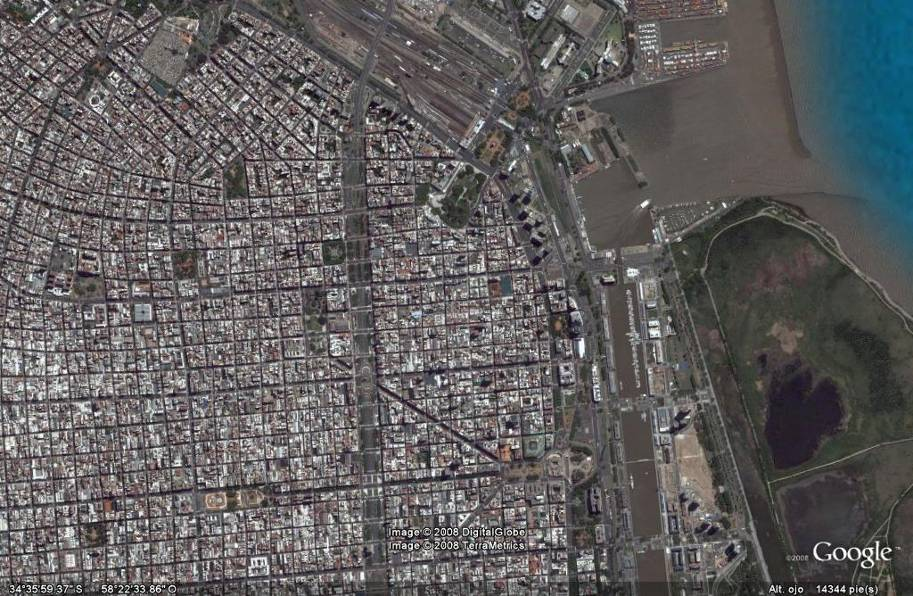 Image © 2008 DigitalGlobe
Image © 2008 TerraMetrics
© 2008 Google™
34°35'59.37" S 58°22'33.86" O Alt. ojo 14344 pie(s)